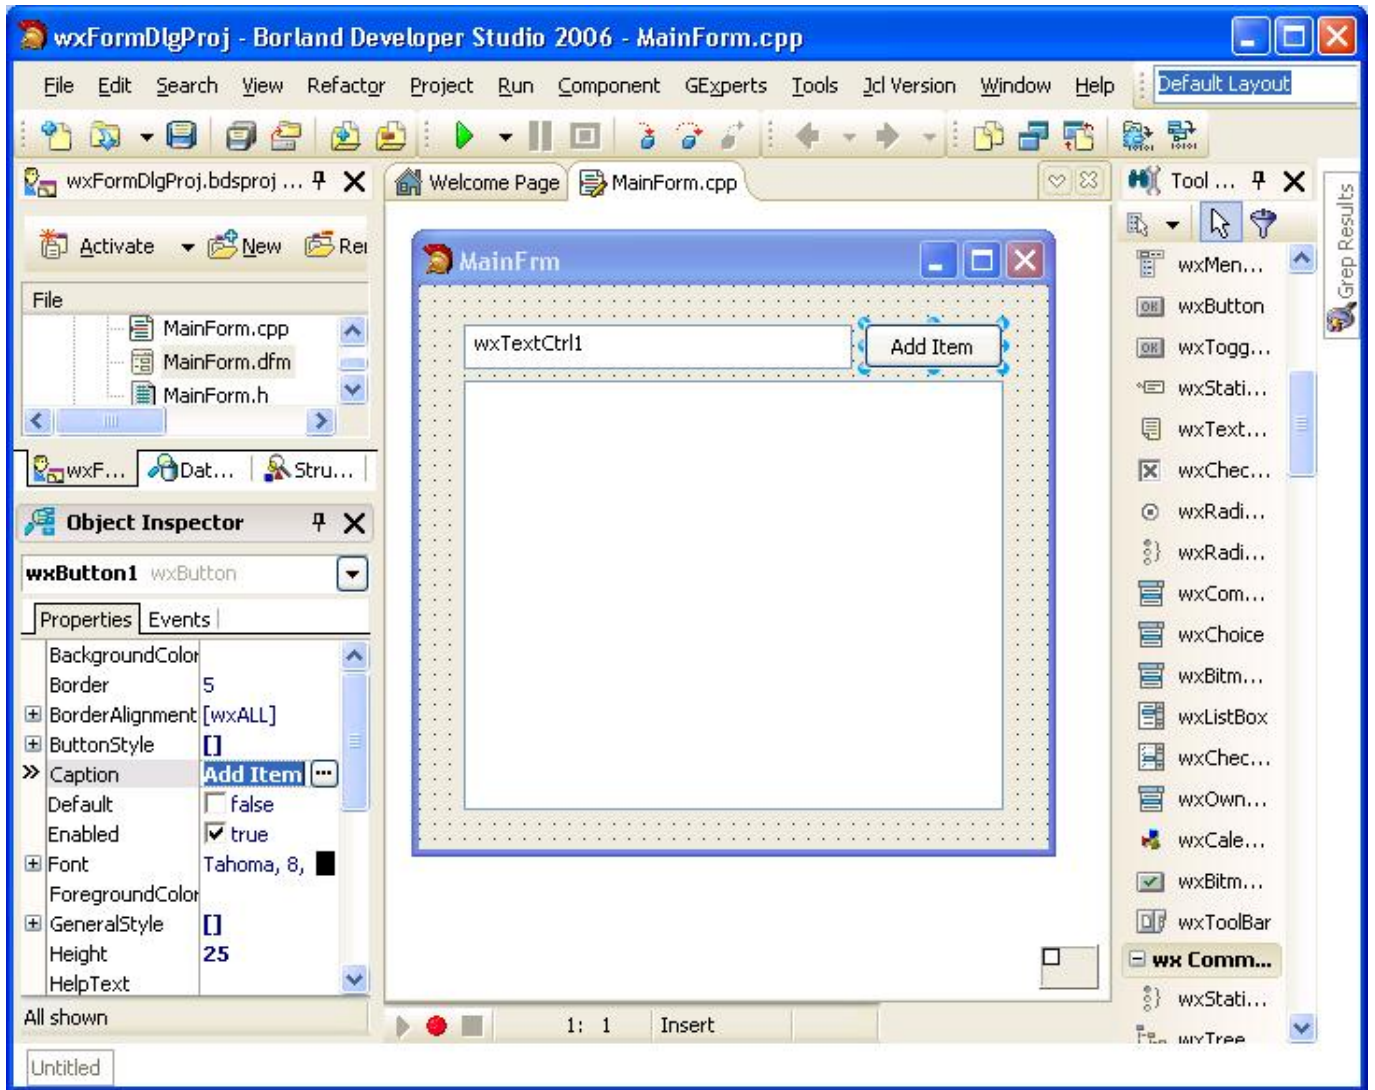 wxFormDlgProj - Borland Developer Studio 2006 - MainForm.cpp
File Edit Search View Refactor Project Run Component GExperts Tools Jcl Version Window Help Default Layout
wxFormDlgProj.bdsproj ...
Activate New Rei
File
MainForm.cpp
MainForm.dfm
MainForm.h
wxF... Dat... Stru...
Object Inspector
wxButton1 wxButton
Properties Events
BackgroundColor
Border 5
BorderAlignment [wxALL]
ButtonStyle []
Caption Add Item ...
Default false
Enabled true
Font Tahoma, 8,
ForegroundColor
GeneralStyle []
Height 25
HelpText
All shown
Untitled
Welcome Page MainForm.cpp
MainFrm
wxTextCtrl1 Add Item
1: 1 Insert
Tool ...
wxMen...
wxButton
wxTogg...
wxStati...
wxText...
wxChec...
wxRadi...
wxRadi...
wxCom...
wxChoice
wxBitm...
wxListBox
wxChec...
wxOwn...
wxCale...
wxBitm...
wxToolBar
wx Comm...
wxStati...
wxTree
Grep Results